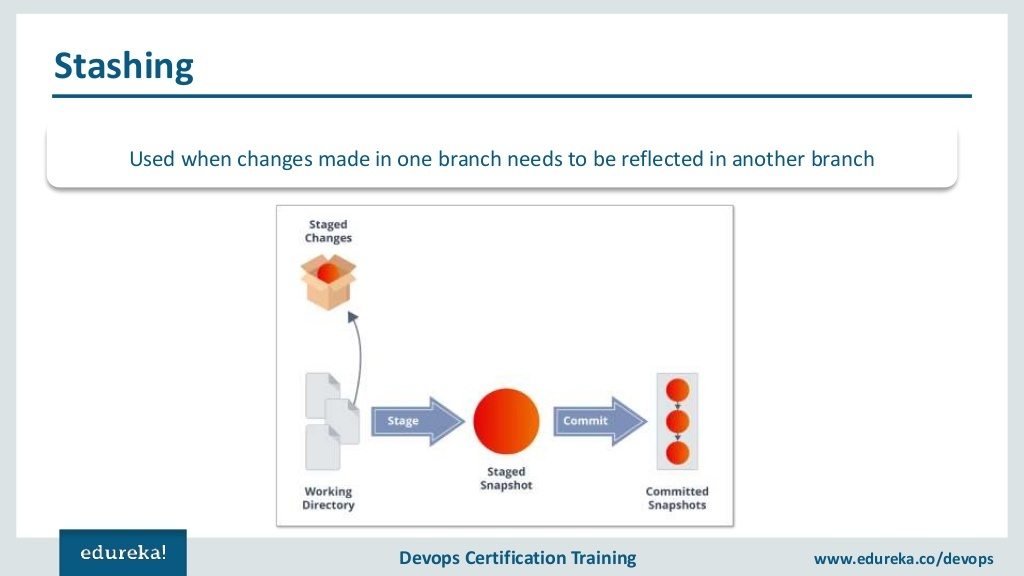 Stashing
Used when changes made in one branch needs to be reflected in another branch
Staged
Changes
Stage
Commit
Staged
Snapshot
Working
Directory
Committed
Snapshots
edureka!
Devops Certification Training
www.edureka.co/devops